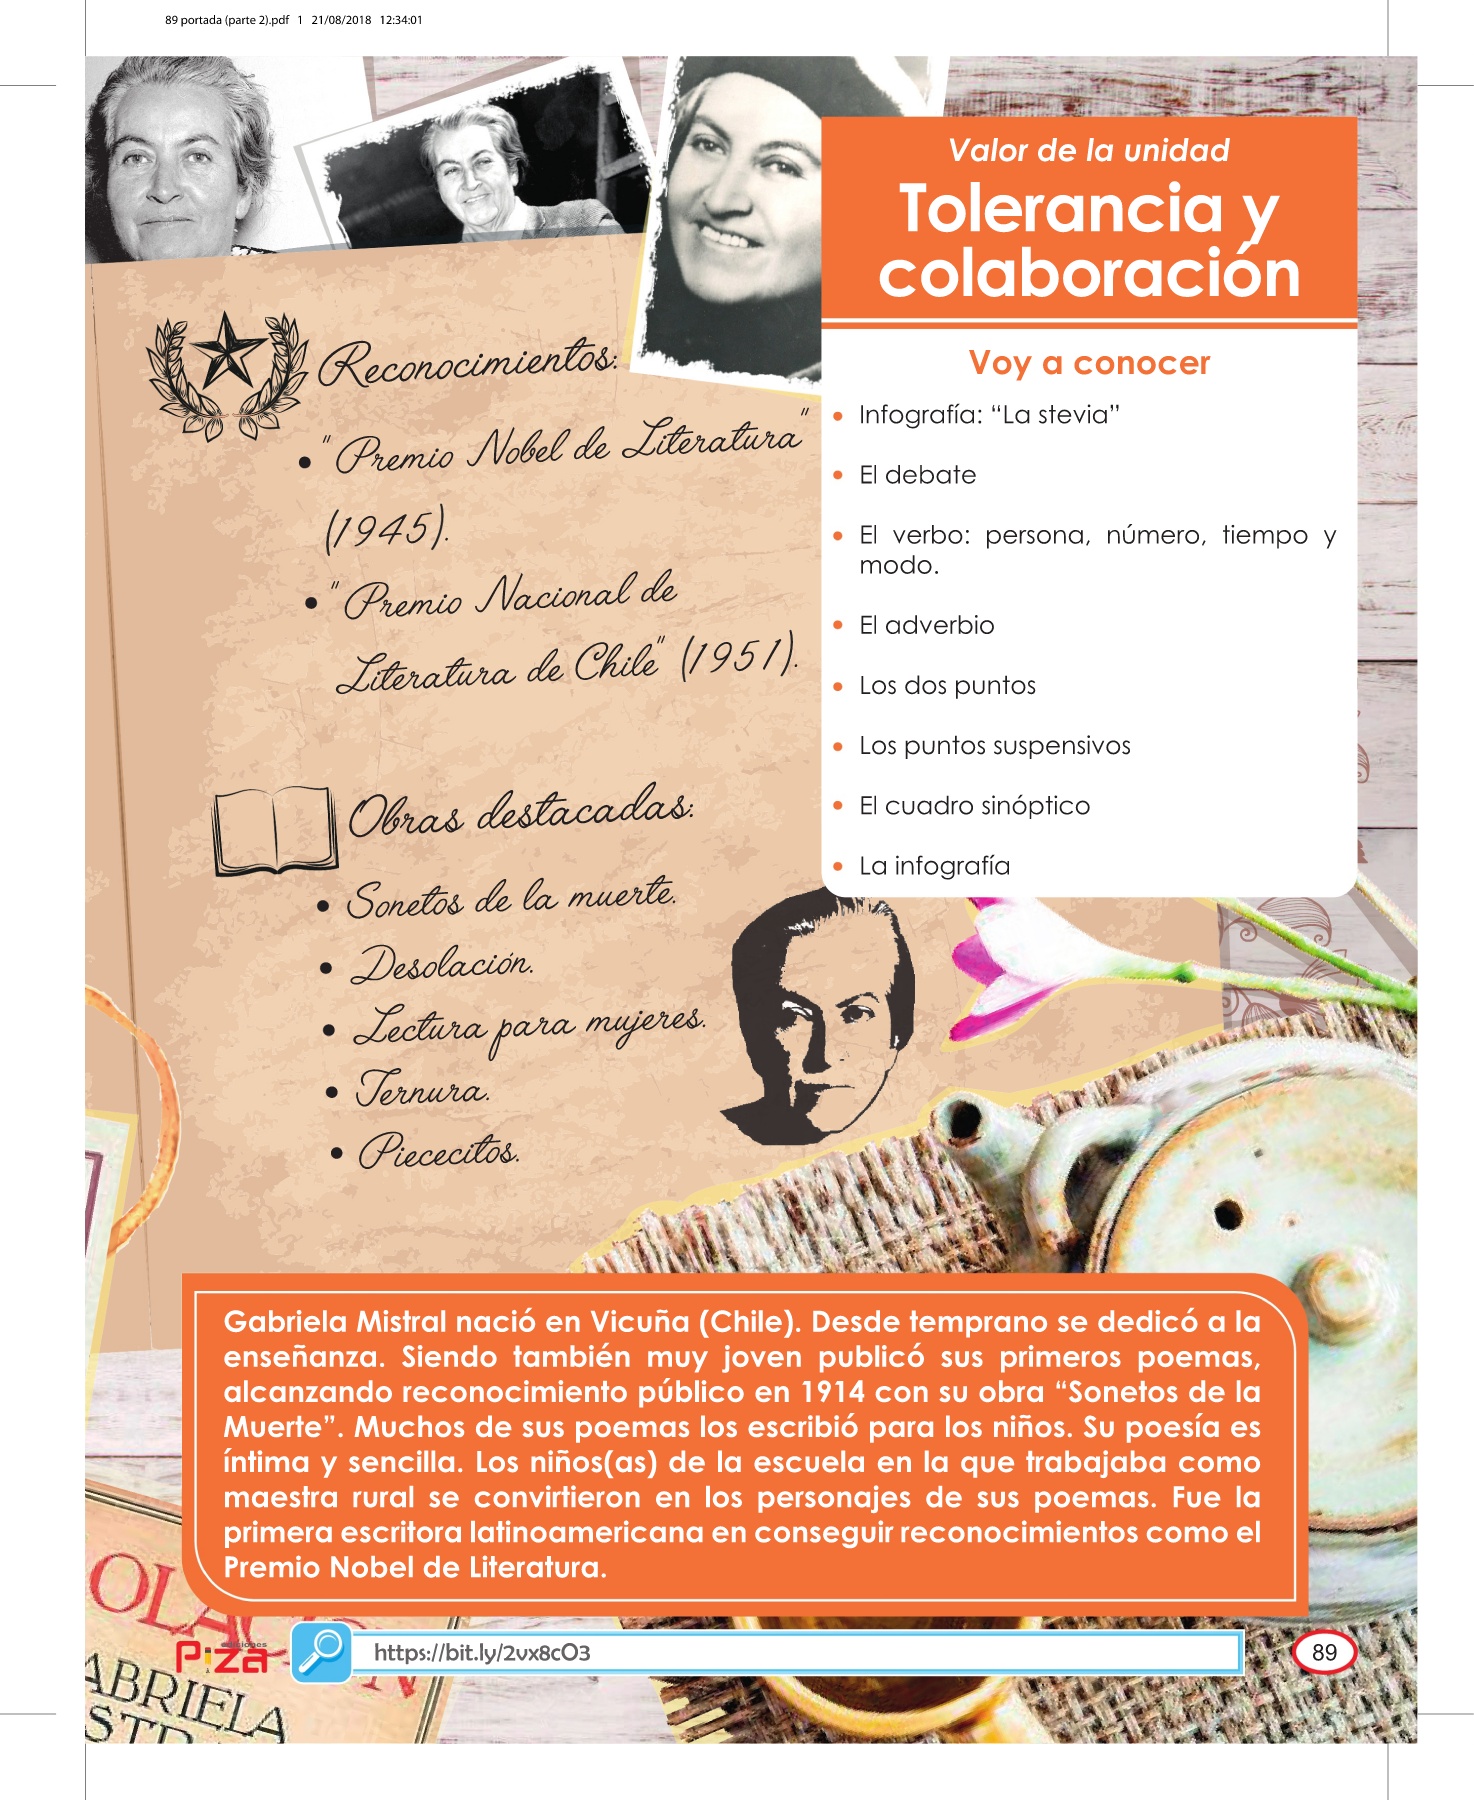 89 portada (parte 2).pdf 1 21/08/2018 12:34:01
Valor de la unidad
Tolerancia y
colaboración
Voy a conocer
• Infografía: “La stevia”
• El debate
• El verbo: persona, número, tiempo y
modo.
• El adverbio
• Los dos puntos
• Los puntos suspensivos
• El cuadro sinóptico
• La infografía
Reconocimientos:
• "Premio Nobel de Literatura"
(1945).
• "Premio Nacional de
Literatura de Chile" (1951).
Obras destacadas:
• Sonetos de la muerte.
• Desolación.
• Lectura para mujeres.
• Ternura.
• Piececitos.
Gabriela Mistral nació en Vicuña (Chile). Desde temprano se dedicó a la
enseñanza. Siendo también muy joven publicó sus primeros poemas,
alcanzando reconocimiento público en 1914 con su obra “Sonetos de la
Muerte”. Muchos de sus poemas los escribió para los niños. Su poesía es
íntima y sencilla. Los niños(as) de la escuela en la que trabajaba como
maestra rural se convirtieron en los personajes de sus poemas. Fue la
primera escritora latinoamericana en conseguir reconocimientos como el
Premio Nobel de Literatura.
ediciones
Piza
https://bit.ly/2vx8cO3
89
ABRIELA